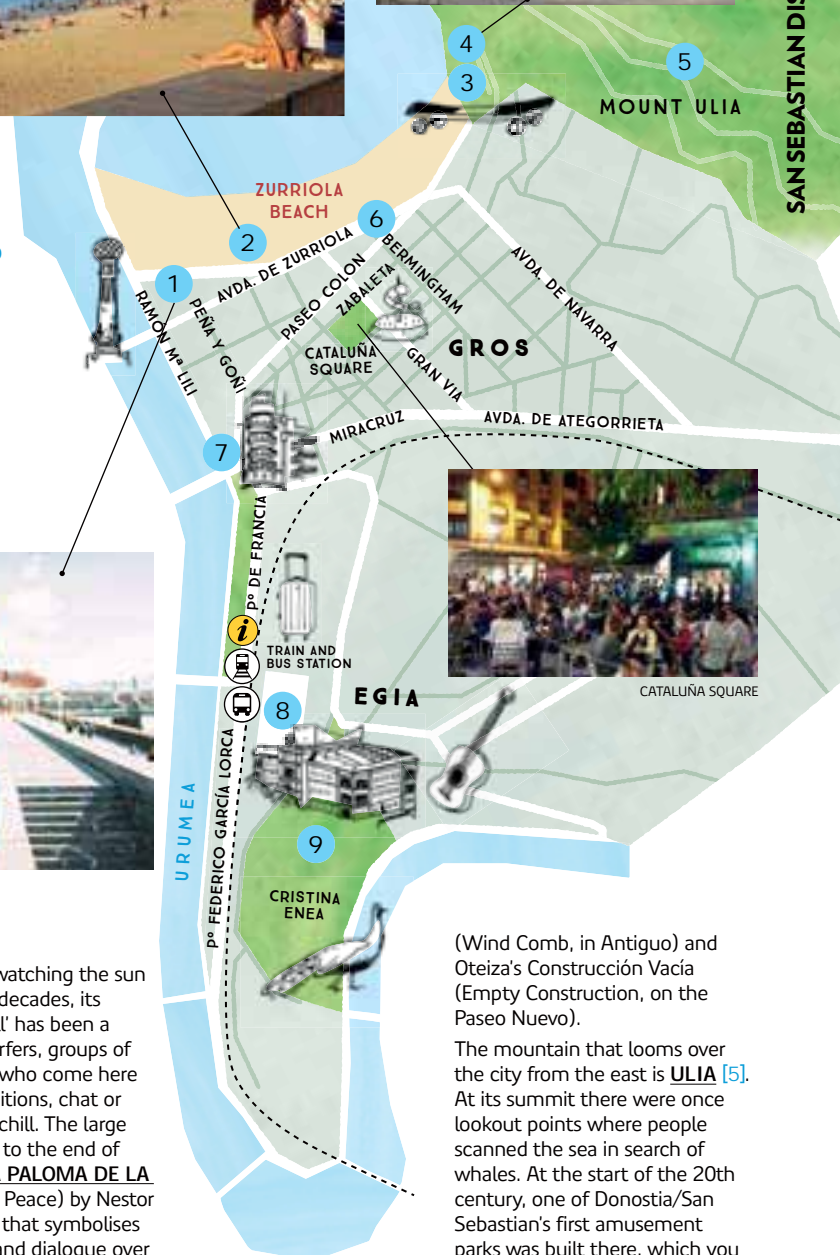 4
3
5
MOUNT ULIA
SAN SEBASTIAN DIS
ZURRIOLA
BEACH
6
2
1
AVDA. DE ZURRIOLA
BERMINGHAM
PASEO COLON
ZABALETA
AVDA. DE NAVARRA
RAMÓN Mª LILI
PEÑA Y GOÑI
CATALUÑA
SQUARE
GROS
GRAN VIA
MIRACRUZ
AVDA. DE ATEGORRIETA
7
Pº DE FRANCIA
i
TRAIN AND
BUS STATION
CATALUÑA SQUARE
EGIA
8
URUMEA
Pº FEDERICO GARCÍA LORCA
9
CRISTINA
ENEA
watching the sun
decades, its
ll' has been a
rfers, groups of
who come here
itions, chat or
chill. The large
to the end of
PALOMA DE LA
Peace) by Nestor
that symbolises
and dialogue over
(Wind Comb, in Antiguo) and
Oteiza's Construcción Vacía
(Empty Construction, on the
Paseo Nuevo).
The mountain that looms over
the city from the east is ULIA [5].
At its summit there were once
lookout points where people
scanned the sea in search of
whales. At the start of the 20th
century, one of Donostia/San
Sebastian's first amusement
parks was built there, which you